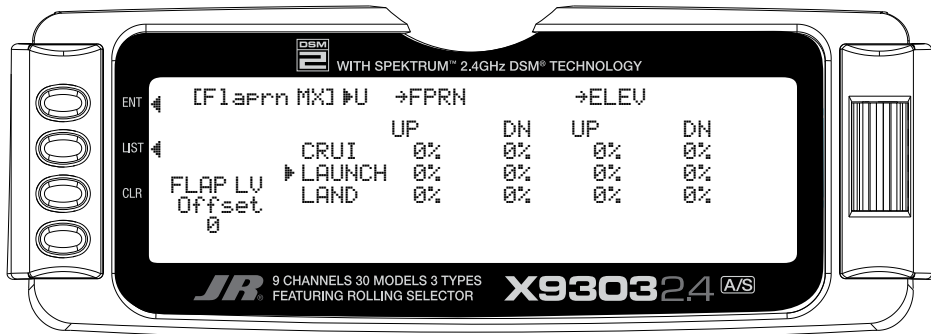 DSM
2 WITH SPEKTRUM™ 2.4GHz DSM® TECHNOLOGY
ENT [Flaprn MX] U →FPRN →ELEV
UP DN UP DN
LIST CRUI 0% 0% 0% 0%
LAUNCH 0% 0% 0% 0%
CLR FLAP LV LAND 0% 0% 0% 0%
Offset
0
JR® 9 CHANNELS 30 MODELS 3 TYPES
FEATURING ROLLING SELECTOR
X9303 2.4 A/S